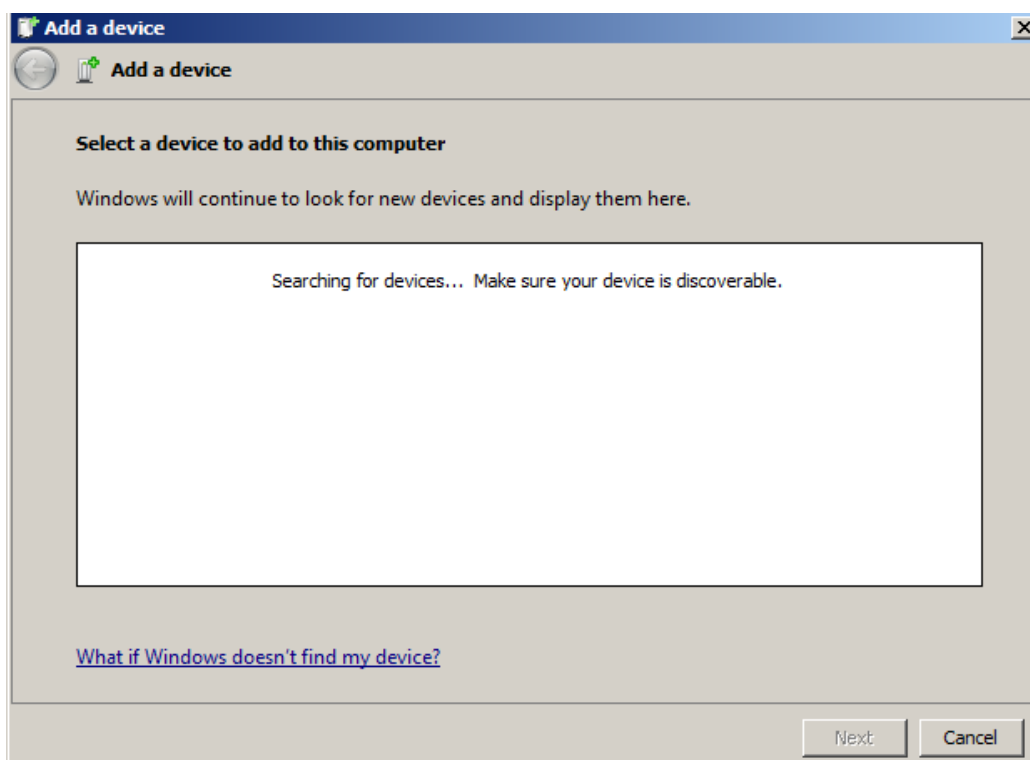 Add a device
Add a device
Select a device to add to this computer
Windows will continue to look for new devices and display them here.
Searching for devices... Make sure your device is discoverable.
What if Windows doesn't find my device?
Next
Cancel